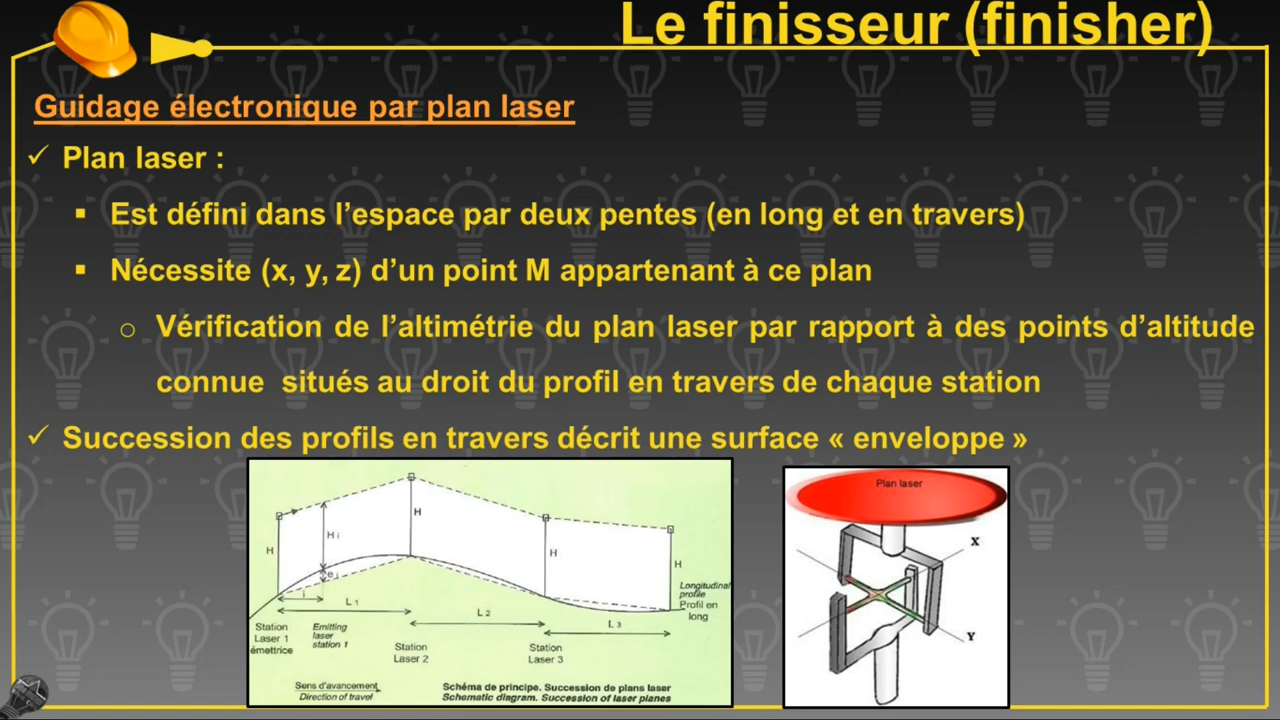 Le finisseur (finisher)
Guidage électronique par plan laser
✓ Plan laser :
▪ Est défini dans l’espace par deux pentes (en long et en travers)
▪ Nécessite (x, y, z) d’un point M appartenant à ce plan
o Vérification de l’altimétrie du plan laser par rapport à des points d’altitude
connue situés au droit du profil en travers de chaque station
✓ Succession des profils en travers décrit une surface « enveloppe »
H
H i
e i
i
L 1
H
L 2
H
L 3
H
Longitudinal
profile
Profil en
long
Station
Laser 1
émettrice
Emitting
laser
station 1
Station
Laser 2
Station
Laser 3
Sens d'avancement
Direction of travel
Schéma de principe. Succession de plans laser
Schematic diagram. Succession of laser planes
Plan laser
X
Y